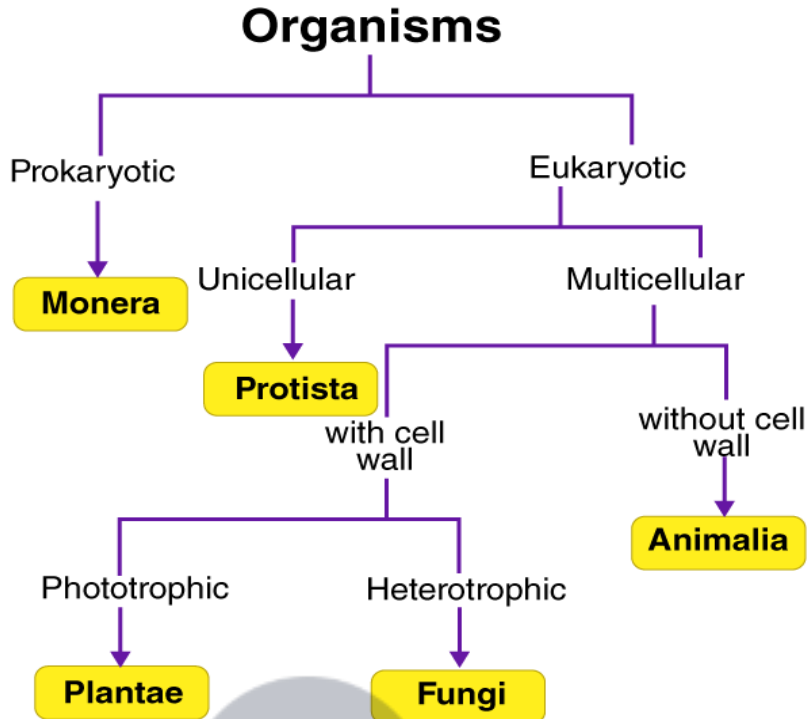 Organisms
Prokaryotic
Eukaryotic
Monera
Unicellular
Multicellular
Protista
with cell
wall
without cell
wall
Animalia
Phototrophic
Heterotrophic
Plantae
Fungi